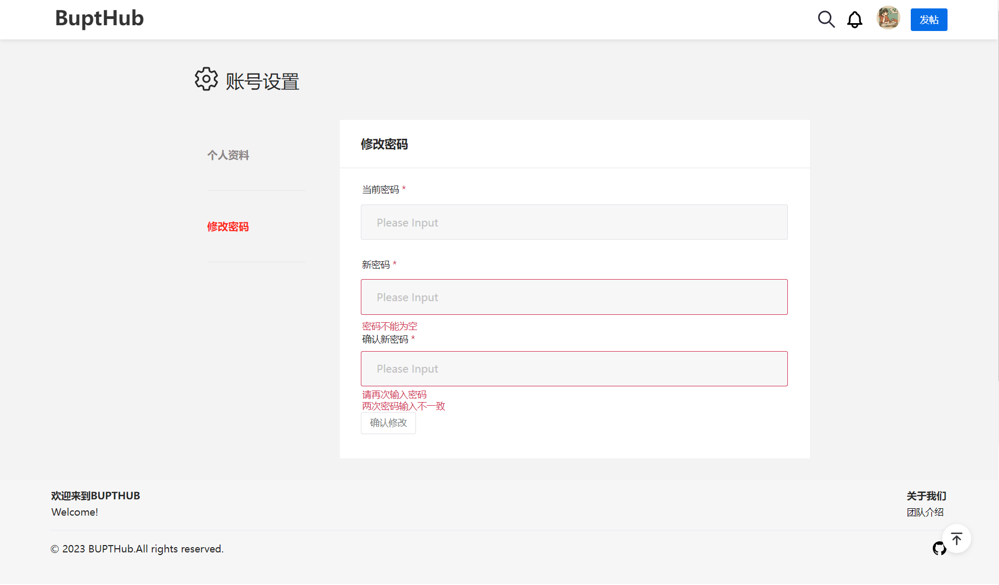 BuptHub
发帖
账号设置
个人资料
修改密码
修改密码
当前密码 *
Please Input
新密码 *
Please Input
密码不能为空
确认新密码 *
Please Input
请再次输入密码
两次密码输入不一致
确认修改
欢迎来到BUPTHUB
Welcome!
关于我们
团队介绍
© 2023 BUPTHub.All rights reserved.